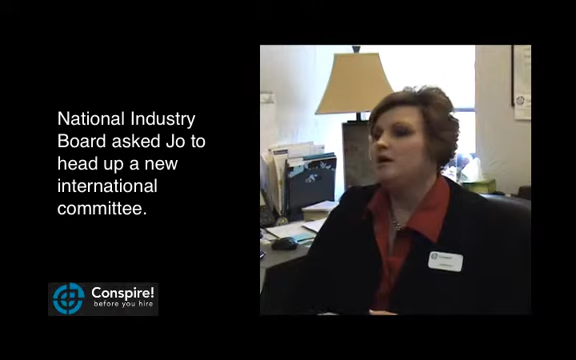 National Industry
Board asked Jo to
head up a new
international
committee.
Conspire!
before you hire